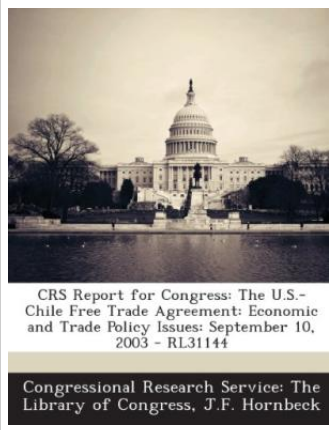 CRS Report for Congress: The U.S.-
Chile Free Trade Agreement: Economic
and Trade Policy Issues: September 10,
2003 - RL31144
Congressional Research Service: The
Library of Congress, J.F. Hornbeck